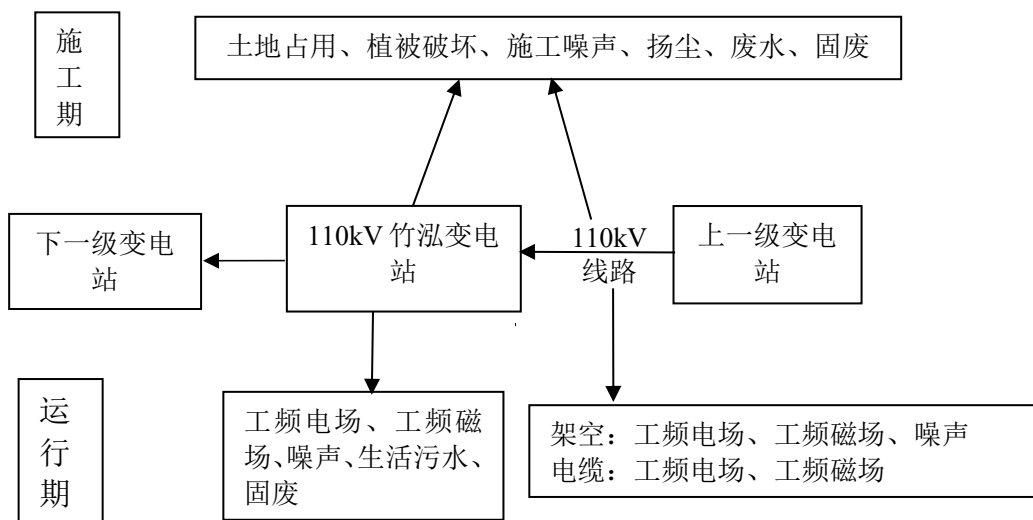 施
工
期
土地占用、植被破坏、施工噪声、扬尘、废水、固废
下一级变电
站
110kV 竹泓变电
站
110kV
线路
上一级变电
站
运
行
期
工频电场、工频磁
场、噪声、生活污水、
固废
架空：工频电场、工频磁场、噪声
电缆：工频电场、工频磁场